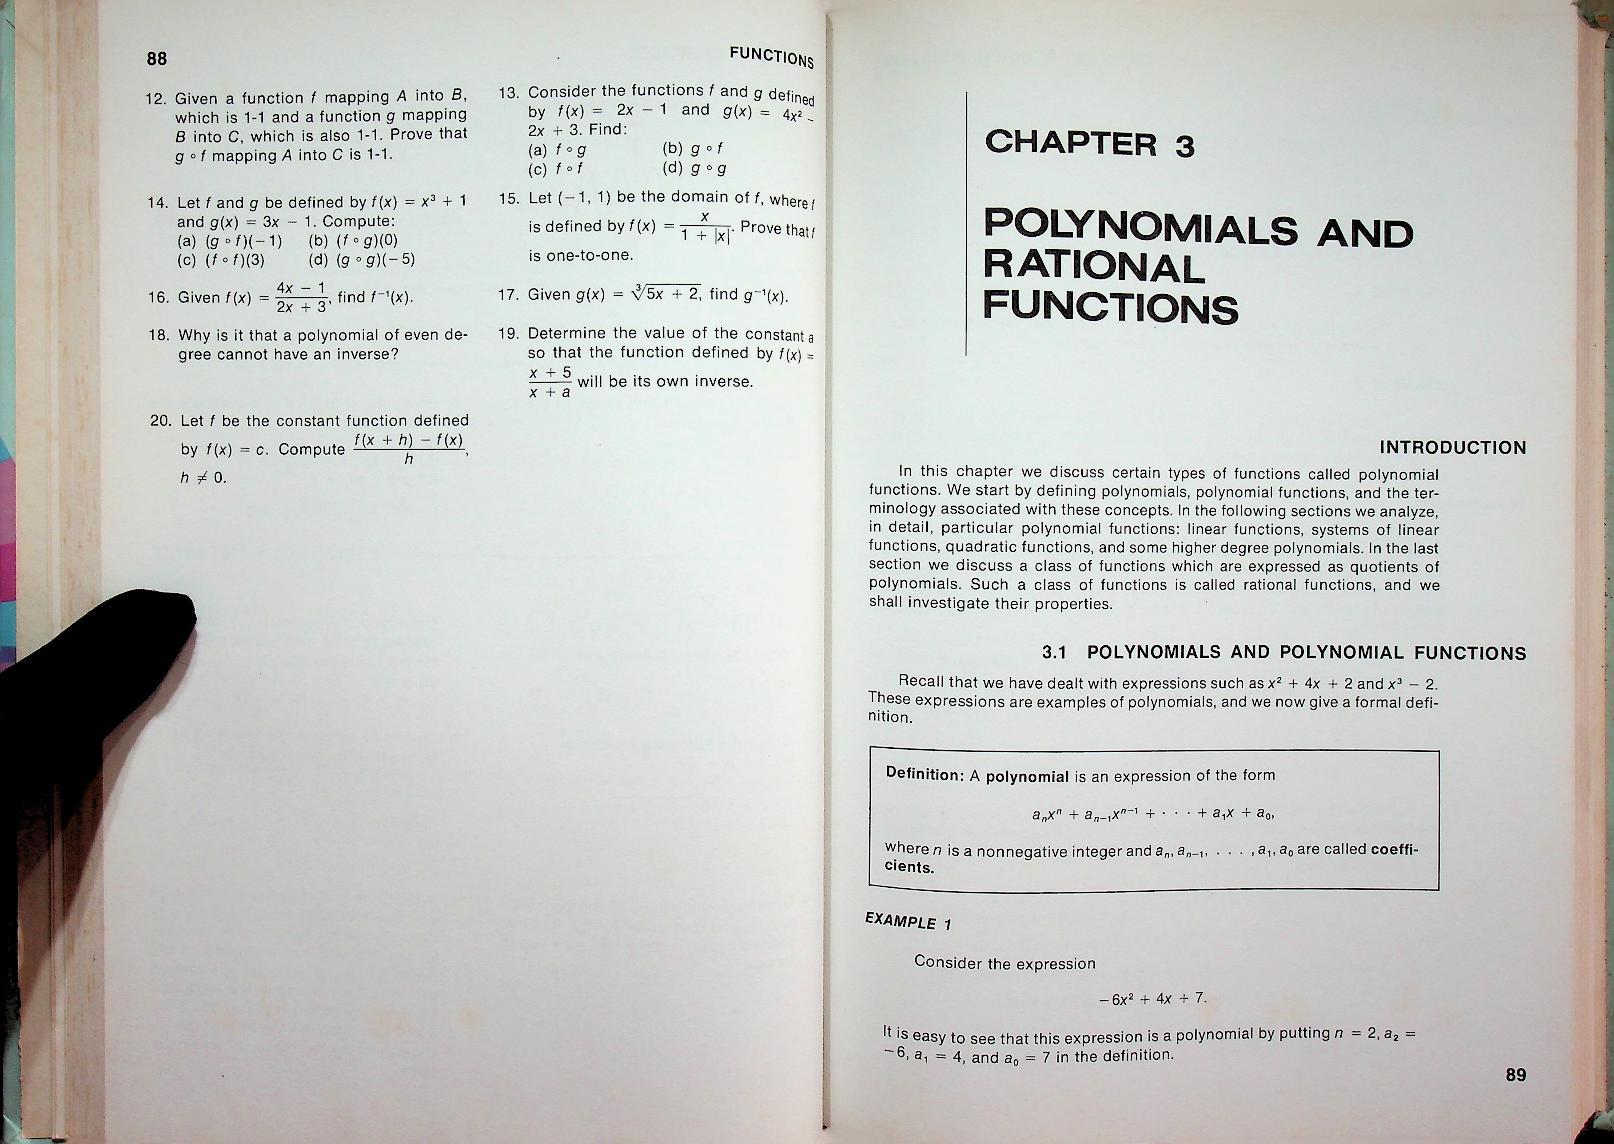 88
FUNCTIONS
12. Given a function f mapping A into B,
which is 1-1 and a function g mapping
B into C, which is also 1-1. Prove that
g ∘ f mapping A into C is 1-1.
13. Consider the functions f and g defined
by f(x) = 2x − 1 and g(x) = 4x² −
2x + 3. Find:
(a) f ∘ g (b) g ∘ f
(c) f ∘ f (d) g ∘ g
14. Let f and g be defined by f(x) = x³ + 1
and g(x) = 3x − 1. Compute:
(a) (g ∘ f)(−1) (b) (f ∘ g)(0)
(c) (f ∘ f)(3) (d) (g ∘ g)(−5)
15. Let (−1, 1) be the domain of f, where f
is defined by f(x) = x / (1 + |x|). Prove that f
is one-to-one.
16. Given f(x) = (4x − 1) / (2x + 3), find f⁻¹(x).
17. Given g(x) = ∛(5x + 2), find g⁻¹(x).
18. Why is it that a polynomial of even de-
gree cannot have an inverse?
19. Determine the value of the constant a
so that the function defined by f(x) =
(x + 5) / (x + a) will be its own inverse.
20. Let f be the constant function defined
by f(x) = c. Compute (f(x + h) − f(x)) / h,
h ≠ 0.
CHAPTER 3
POLYNOMIALS AND
RATIONAL
FUNCTIONS
INTRODUCTION
In this chapter we discuss certain types of functions called polynomial
functions. We start by defining polynomials, polynomial functions, and the ter-
minology associated with these concepts. In the following sections we analyze,
in detail, particular polynomial functions: linear functions, systems of linear
functions, quadratic functions, and some higher degree polynomials. In the last
section we discuss a class of functions which are expressed as quotients of
polynomials. Such a class of functions is called rational functions, and we
shall investigate their properties.
3.1 POLYNOMIALS AND POLYNOMIAL FUNCTIONS
Recall that we have dealt with expressions such as x² + 4x + 2 and x³ − 2.
These expressions are examples of polynomials, and we now give a formal defi-
nition.
Definition: A polynomial is an expression of the form
aₙxⁿ + aₙ₋₁xⁿ⁻¹ + · · · + a₁x + a₀,
where n is a nonnegative integer and aₙ, aₙ₋₁, . . . , a₁, a₀ are called coeffi-
cients.
EXAMPLE 1
Consider the expression
−6x² + 4x + 7.
It is easy to see that this expression is a polynomial by putting n = 2, a₂ =
−6, a₁ = 4, and a₀ = 7 in the definition.
89